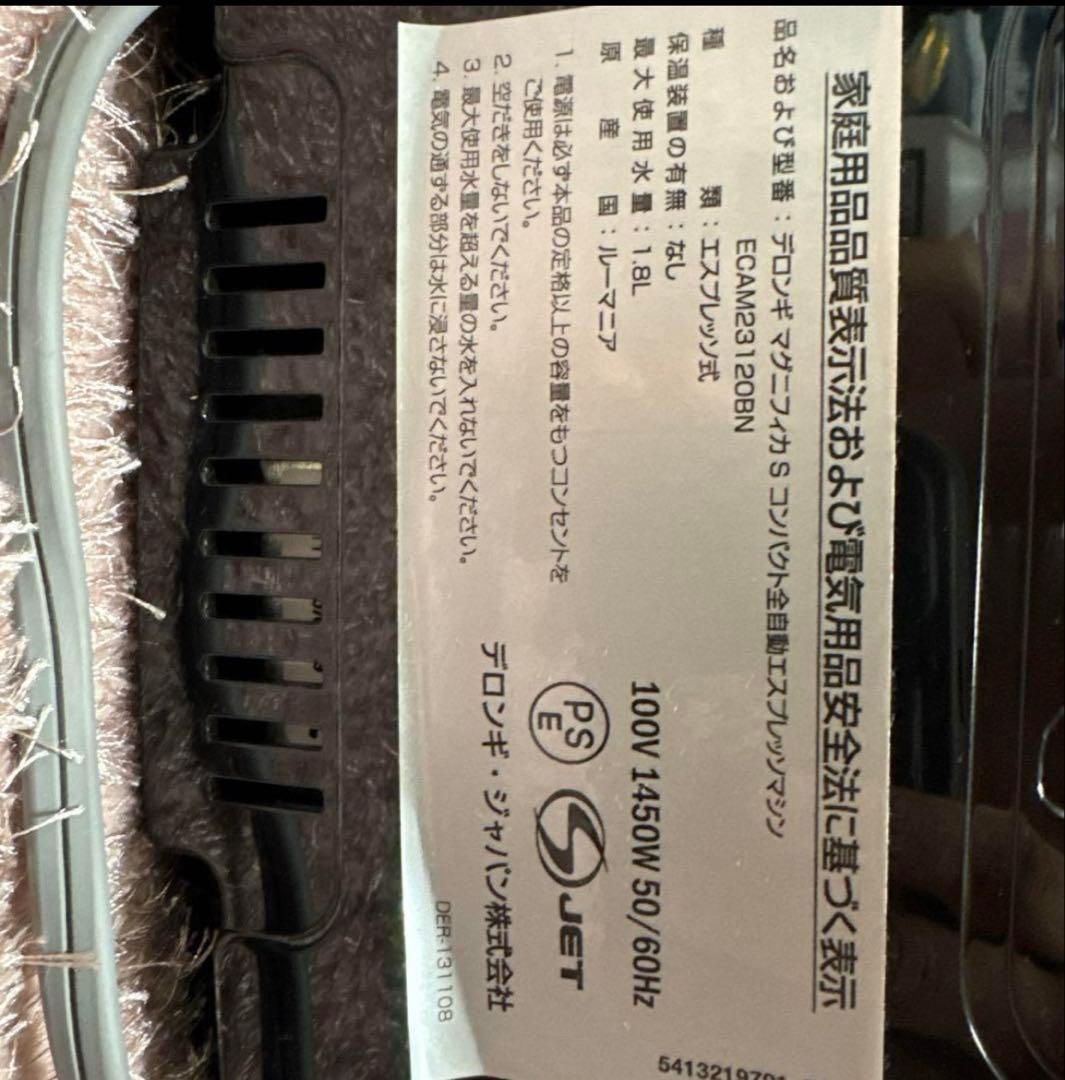 家庭用品品質表示法および電気用品安全法に基づく表示
品名および型番：デロンギ マグニフィカ S コンパクト全自動エスプレッソマシン
ECAM23120BN
種類：エスプレッソ式
保温装置の有無：なし
最大使用水量：1.8L
原産国：ルーマニア
1. 電源は必ず本品の定格以上の容量をもつコンセントを
ご使用ください。
2. 空だきをしないでください。
3. 最大使用水量を超える量の水を入れないでください。
4. 電気の通する部分は水に浸さないでください。
100V 1450W 50/60Hz
PS
E
JET
デロンギ・ジャパン株式会社
DER-131108